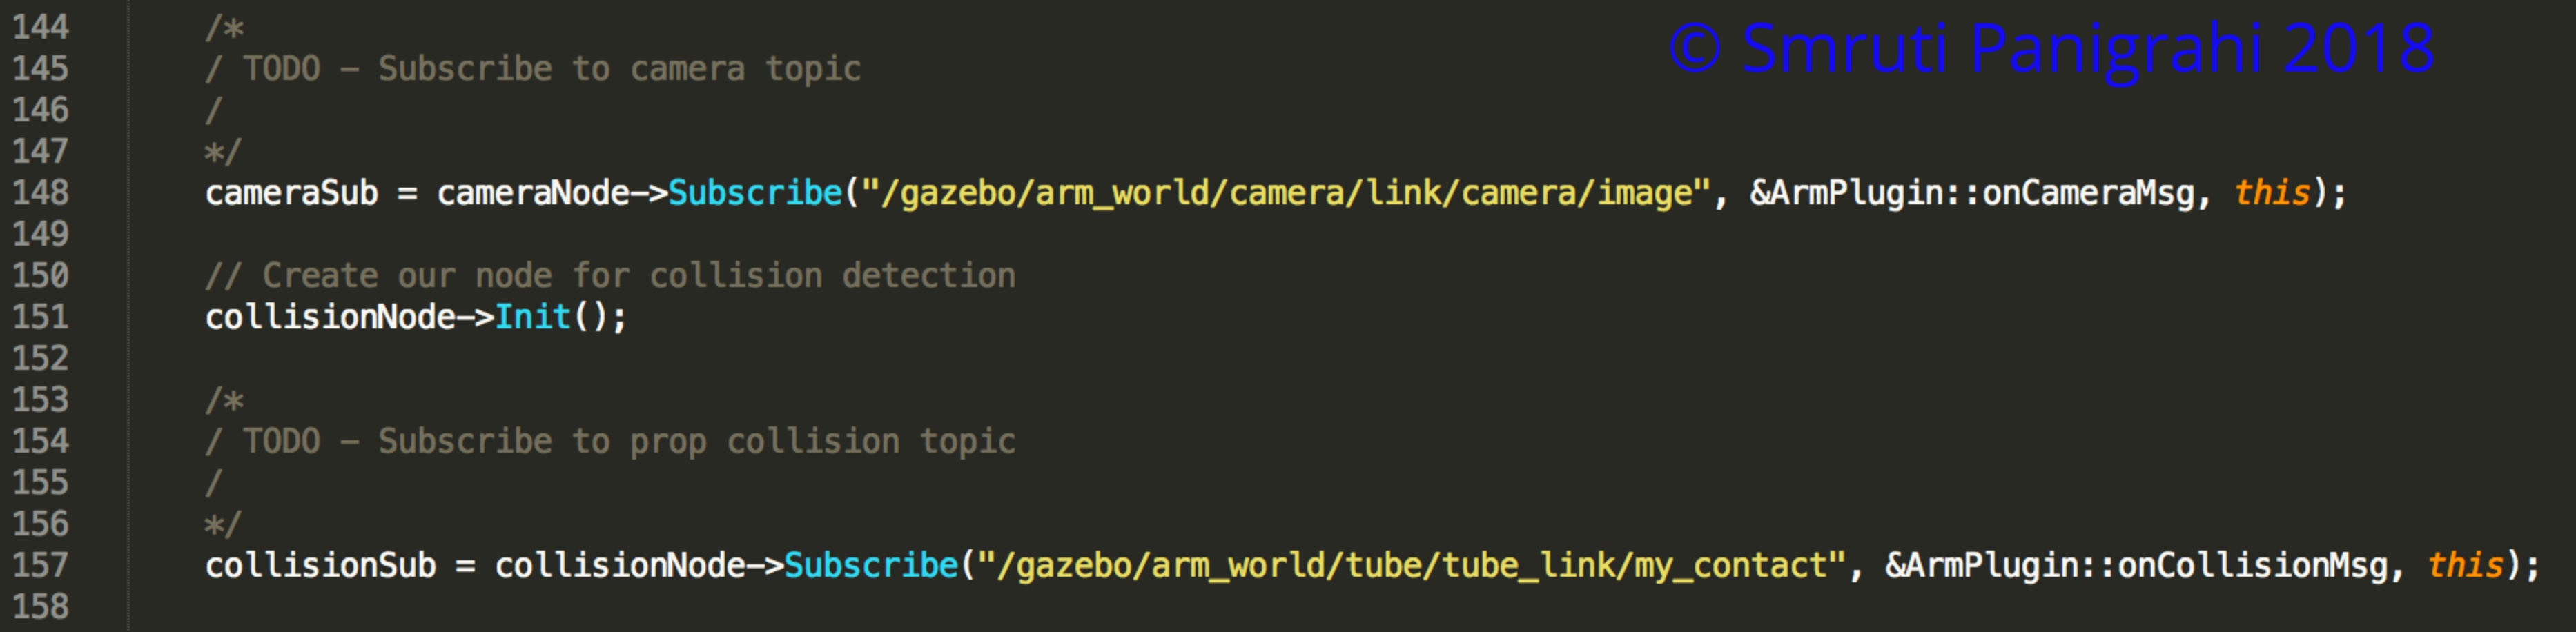 © Smruti Panigrahi 2018
144 /*
145 / TODO – Subscribe to camera topic
146 /
147 */
148 cameraSub = cameraNode->Subscribe("/gazebo/arm_world/camera/link/camera/image", &ArmPlugin::onCameraMsg, this);
149
150 // Create our node for collision detection
151 collisionNode->Init();
152
153 /*
154 / TODO – Subscribe to prop collision topic
155 /
156 */
157 collisionSub = collisionNode->Subscribe("/gazebo/arm_world/tube/tube_link/my_contact", &ArmPlugin::onCollisionMsg, this);
158